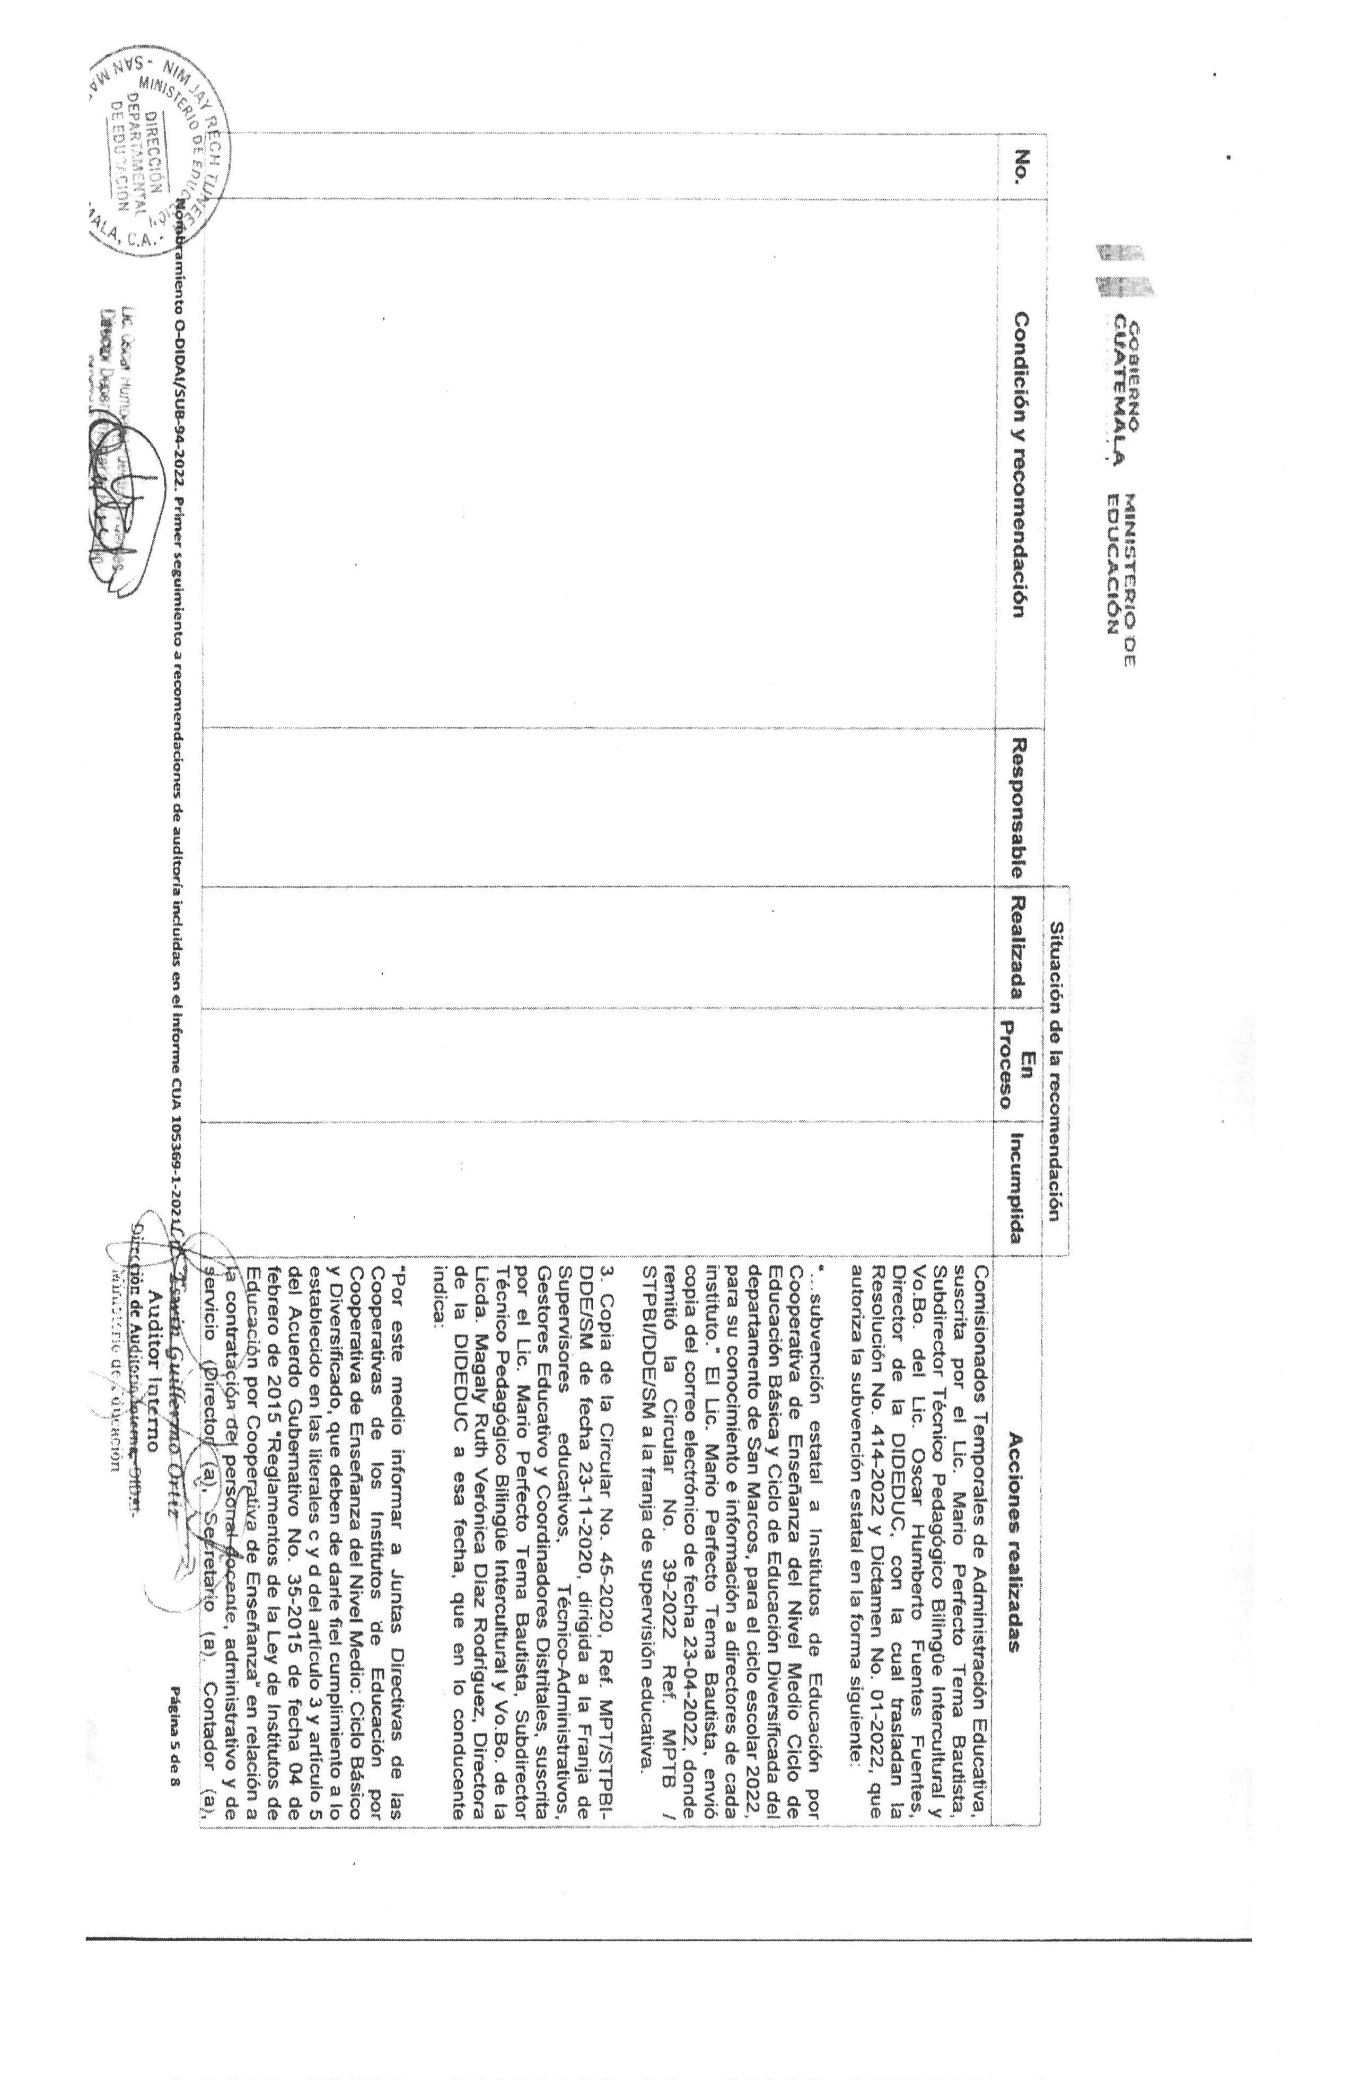 GOBIERNO
GUATEMALA
MINISTERIO DE
EDUCACIÓN
Situación de la recomendación
No.
Condición y recomendación
Responsable
Realizada
En
Proceso
Incumplida
Acciones realizadas
Comisionados Temporales de Administración Educativa,
suscrita por el Lic. Mario Perfecto Tema Bautista,
Subdirector Técnico Pedagógico Bilingüe Intercultural y
Vo.Bo. del Lic. Oscar Humberto Fuentes Fuentes,
Director de la DIDEDUC, con la cual trasladan la
Resolución No. 414-2022 y Dictamen No. 01-2022, que
autoriza la subvención estatal en la forma siguiente:
"...subvención estatal a Institutos de Educación por
Cooperativa de Enseñanza del Nivel Medio Ciclo de
Educación Básica y Ciclo de Educación Diversificada del
departamento de San Marcos, para el ciclo escolar 2022,
para su conocimiento e información a directores de cada
instituto." El Lic. Mario Perfecto Tema Bautista, envió
copia del correo electrónico de fecha 23-04-2022, donde
remitió la Circular No. 39-2022 Ref. MPTB /
STPBI/DDE/SM a la franja de supervisión educativa.
3. Copia de la Circular No. 45-2020, Ref. MPT/STPBI-
DDE/SM de fecha 23-11-2020, dirigida a la Franja de
Supervisores educativos, Técnico-Administrativos,
Gestores Educativo y Coordinadores Distritales, suscrita
por el Lic. Mario Perfecto Tema Bautista, Subdirector
Técnico Pedagógico Bilingüe Intercultural y Vo.Bo. de la
Licda. Magaly Ruth Verónica Díaz Rodríguez, Directora
de la DIDEDUC a esa fecha, que en lo conducente
indica:
"Por este medio informar a Juntas Directivas de las
Cooperativas de los Institutos de Educación por
Cooperativa de Enseñanza del Nivel Medio: Ciclo Básico
y Diversificado, que deben de darle fiel cumplimiento a lo
establecido en las literales c y d del artículo 3 y artículo 5
del Acuerdo Gubernativo No. 35-2015 de fecha 04 de
febrero de 2015 "Reglamentos de la Ley de Institutos de
Educación por Cooperativa de Enseñanza" en relación a
la contratación del personal docente, administrativo y de
servicio (Director (a), Secretario (a), Contador (a),
Nombramiento O-DIDAI/SUB-94-2022. Primer seguimiento a recomendaciones de auditoría incluidas en el Informe CUA 105369-1-2021
Página 5 de 8
Guillermo Ortiz
Auditor Interno
Dirección de Auditoría Interna
Ministerio de Educación
MINISTERIO DE EDUCACIÓN
DIRECCIÓN
DEPARTAMENTAL
DE EDUCACIÓN
Lic. Oscar
Director